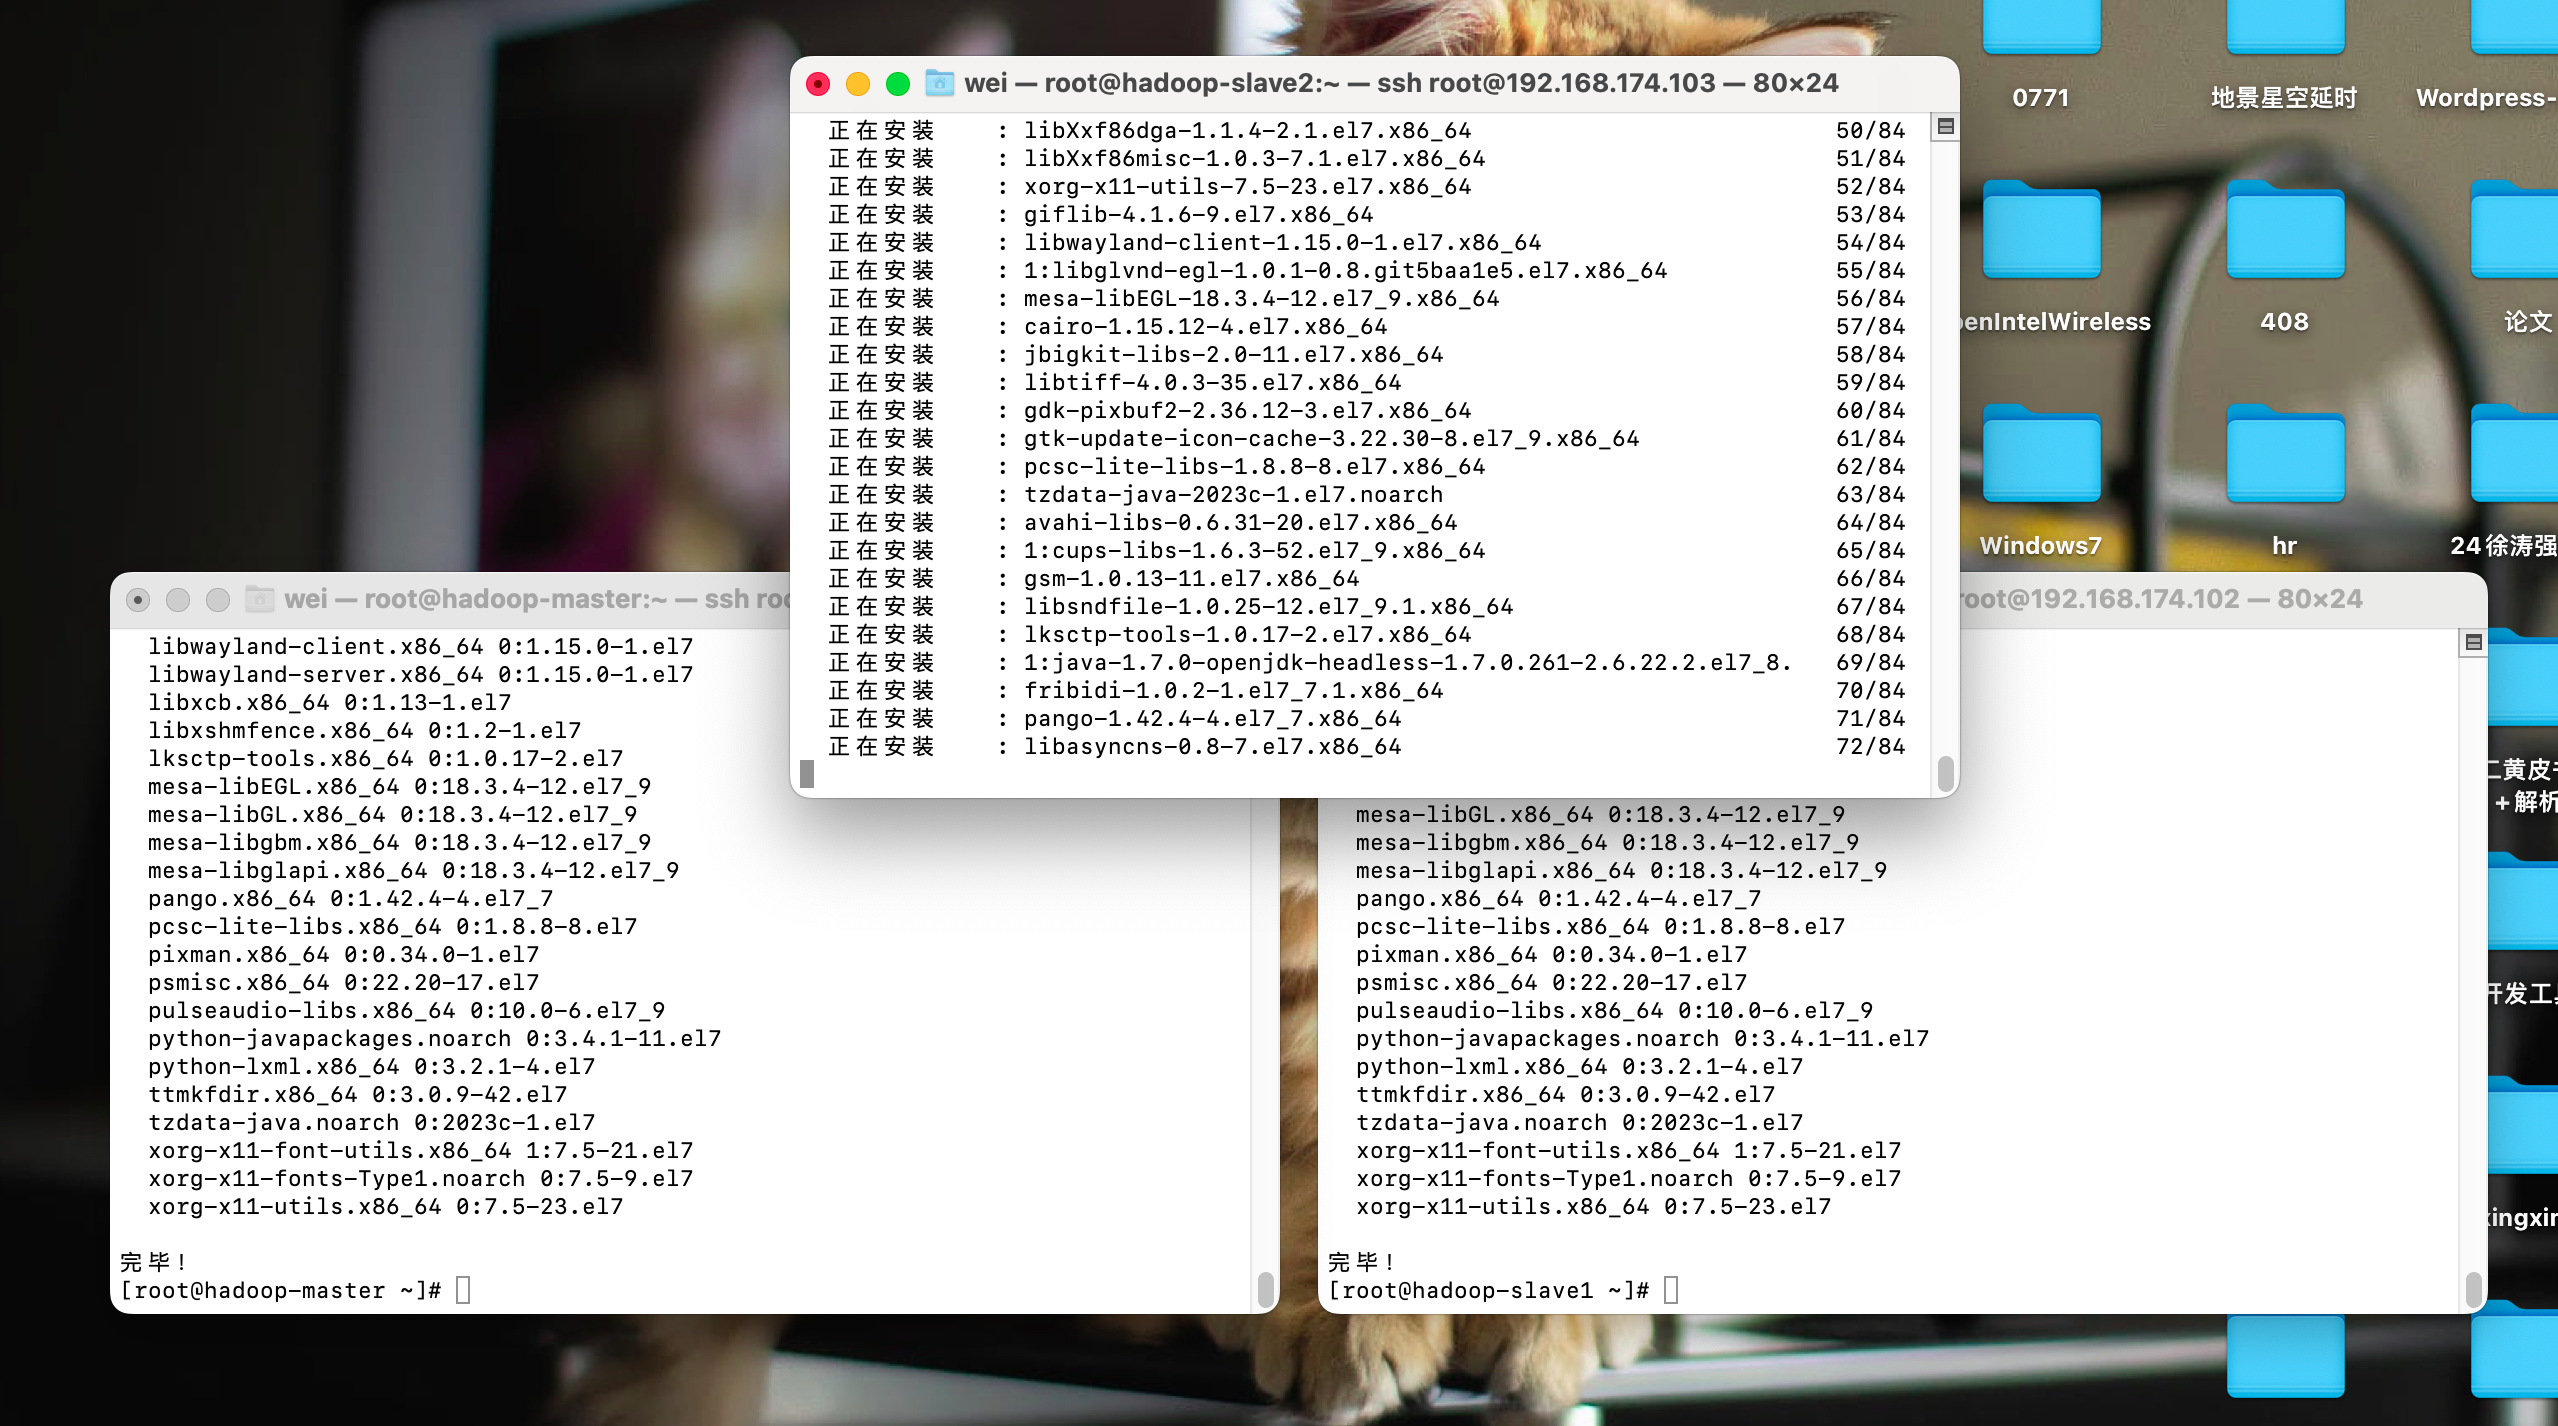 wei — root@hadoop-slave2:~ — ssh root@192.168.174.103 — 80×24
正在安装 : libXxf86dga-1.1.4-2.1.el7.x86_64 50/84
正在安装 : libXxf86misc-1.0.3-7.1.el7.x86_64 51/84
正在安装 : xorg-x11-utils-7.5-23.el7.x86_64 52/84
正在安装 : giflib-4.1.6-9.el7.x86_64 53/84
正在安装 : libwayland-client-1.15.0-1.el7.x86_64 54/84
正在安装 : 1:libglvnd-egl-1.0.1-0.8.git5baa1e5.el7.x86_64 55/84
正在安装 : mesa-libEGL-18.3.4-12.el7_9.x86_64 56/84
正在安装 : cairo-1.15.12-4.el7.x86_64 57/84
正在安装 : jbigkit-libs-2.0-11.el7.x86_64 58/84
正在安装 : libtiff-4.0.3-35.el7.x86_64 59/84
正在安装 : gdk-pixbuf2-2.36.12-3.el7.x86_64 60/84
正在安装 : gtk-update-icon-cache-3.22.30-8.el7_9.x86_64 61/84
正在安装 : pcsc-lite-libs-1.8.8-8.el7.x86_64 62/84
正在安装 : tzdata-java-2023c-1.el7.noarch 63/84
正在安装 : avahi-libs-0.6.31-20.el7.x86_64 64/84
正在安装 : 1:cups-libs-1.6.3-52.el7_9.x86_64 65/84
正在安装 : gsm-1.0.13-11.el7.x86_64 66/84
正在安装 : libsndfile-1.0.25-12.el7_9.1.x86_64 67/84
正在安装 : lksctp-tools-1.0.17-2.el7.x86_64 68/84
正在安装 : 1:java-1.7.0-openjdk-headless-1.7.0.261-2.6.22.2.el7_8. 69/84
正在安装 : fribidi-1.0.2-1.el7_7.1.x86_64 70/84
正在安装 : pango-1.42.4-4.el7_7.x86_64 71/84
正在安装 : libasyncns-0.8-7.el7.x86_64 72/84
wei — root@hadoop-master:~ — ssh roo
libwayland-client.x86_64 0:1.15.0-1.el7
libwayland-server.x86_64 0:1.15.0-1.el7
libxcb.x86_64 0:1.13-1.el7
libxshmfence.x86_64 0:1.2-1.el7
lksctp-tools.x86_64 0:1.0.17-2.el7
mesa-libEGL.x86_64 0:18.3.4-12.el7_9
mesa-libGL.x86_64 0:18.3.4-12.el7_9
mesa-libgbm.x86_64 0:18.3.4-12.el7_9
mesa-libglapi.x86_64 0:18.3.4-12.el7_9
pango.x86_64 0:1.42.4-4.el7_7
pcsc-lite-libs.x86_64 0:1.8.8-8.el7
pixman.x86_64 0:0.34.0-1.el7
psmisc.x86_64 0:22.20-17.el7
pulseaudio-libs.x86_64 0:10.0-6.el7_9
python-javapackages.noarch 0:3.4.1-11.el7
python-lxml.x86_64 0:3.2.1-4.el7
ttmkfdir.x86_64 0:3.0.9-42.el7
tzdata-java.noarch 0:2023c-1.el7
xorg-x11-font-utils.x86_64 1:7.5-21.el7
xorg-x11-fonts-Type1.noarch 0:7.5-9.el7
xorg-x11-utils.x86_64 0:7.5-23.el7
完毕！
[root@hadoop-master ~]#
root@192.168.174.102 — 80×24
mesa-libGL.x86_64 0:18.3.4-12.el7_9
mesa-libgbm.x86_64 0:18.3.4-12.el7_9
mesa-libglapi.x86_64 0:18.3.4-12.el7_9
pango.x86_64 0:1.42.4-4.el7_7
pcsc-lite-libs.x86_64 0:1.8.8-8.el7
pixman.x86_64 0:0.34.0-1.el7
psmisc.x86_64 0:22.20-17.el7
pulseaudio-libs.x86_64 0:10.0-6.el7_9
python-javapackages.noarch 0:3.4.1-11.el7
python-lxml.x86_64 0:3.2.1-4.el7
ttmkfdir.x86_64 0:3.0.9-42.el7
tzdata-java.noarch 0:2023c-1.el7
xorg-x11-font-utils.x86_64 1:7.5-21.el7
xorg-x11-fonts-Type1.noarch 0:7.5-9.el7
xorg-x11-utils.x86_64 0:7.5-23.el7
完毕！
[root@hadoop-slave1 ~]#
0771
地景星空延时
Wordpress-
penIntelWireless
408
论文
Windows7
hr
24徐涛强
二黄皮
+解析
开发工
xingxin